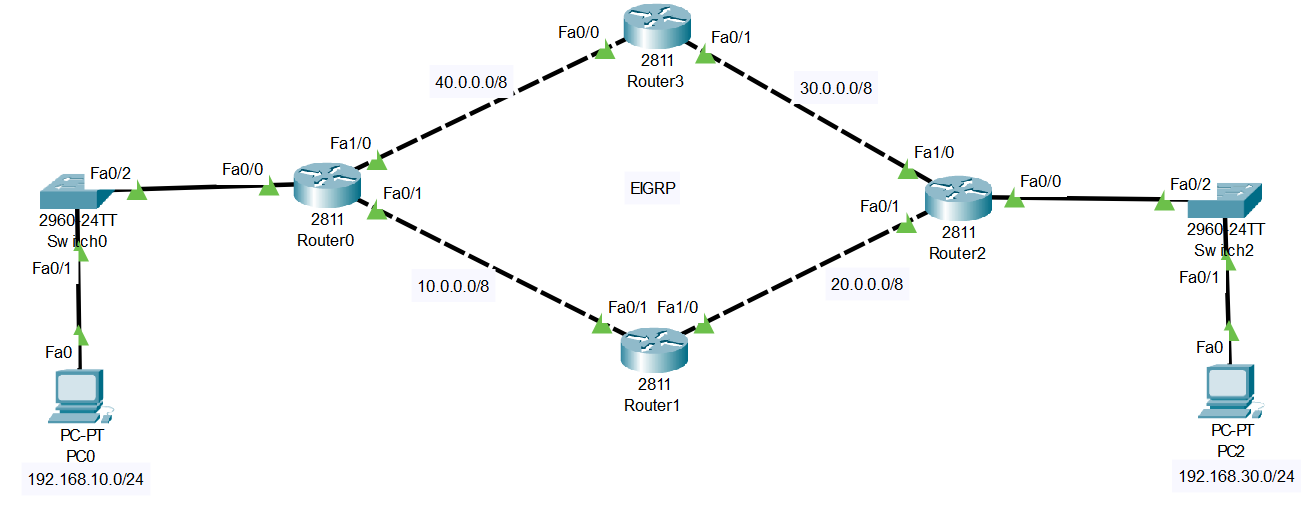 Fa0/0
Fa0/1
2811
Router3
40.0.0.0/8
30.0.0.0/8
Fa1/0
Fa1/0
Fa0/2
Fa0/0
Fa0/1
EIGRP
Fa0/1
Fa0/0
Fa0/2
2960-24TT
Switch0
2811
Router0
2811
Router2
2960-24TT
Switch2
Fa0/1
Fa0/1
10.0.0.0/8
20.0.0.0/8
Fa0/1
Fa1/0
Fa0
Fa0
2811
Router1
PC-PT
PC0
192.168.10.0/24
PC-PT
PC2
192.168.30.0/24